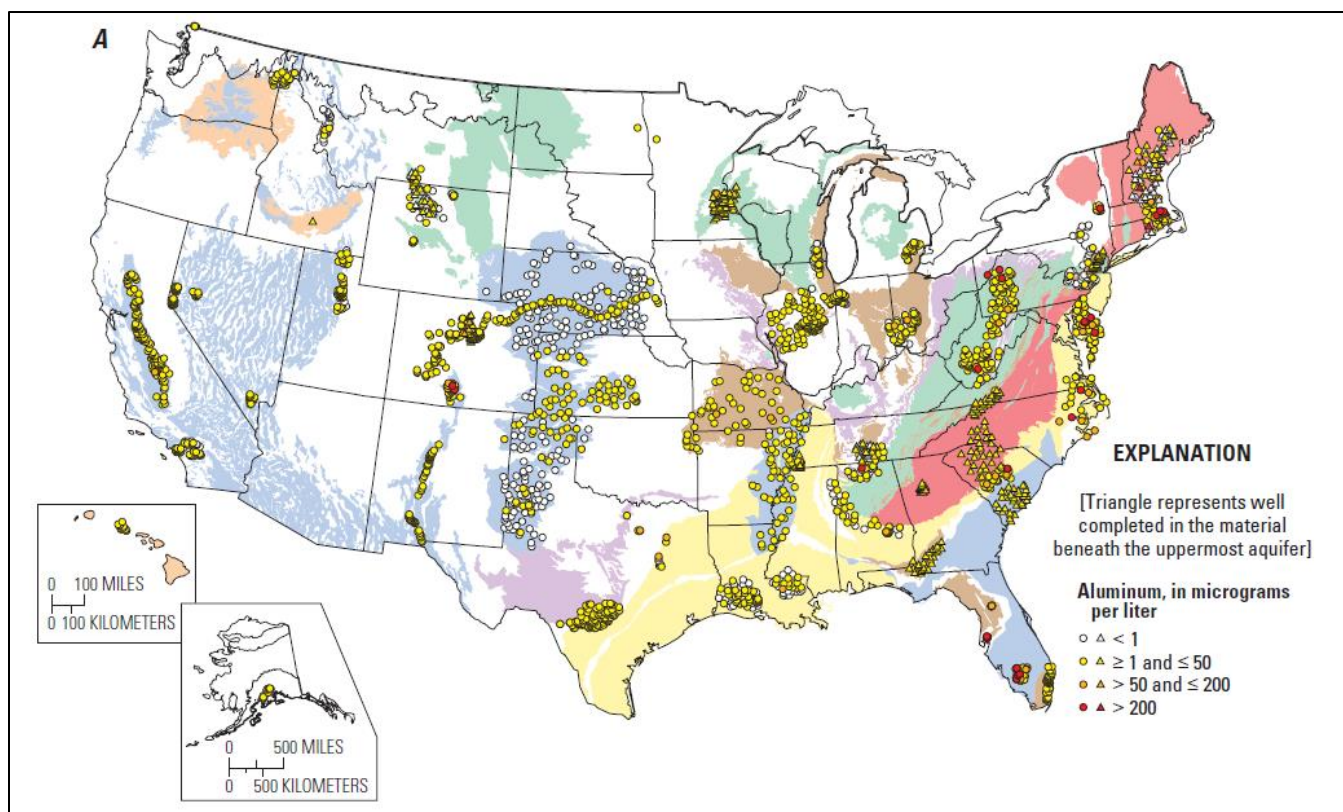 A
EXPLANATION
[Triangle represents well
completed in the material
beneath the uppermost aquifer]
Aluminum, in micrograms
per liter
< 1
≥ 1 and ≤ 50
> 50 and ≤ 200
> 200
0 100 MILES
0 100 KILOMETERS
0 500 MILES
0 500 KILOMETERS